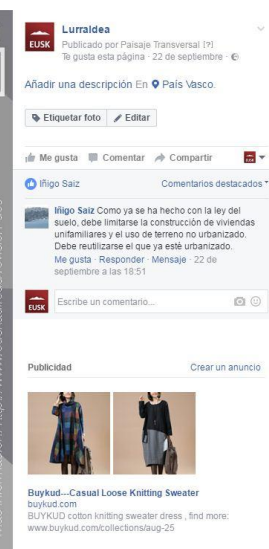 EUSK
Lurraldea
Publicado por Paisaje Transversal [?]
Te gusta esta página · 22 de septiembre ·
Añadir una descripción En País Vasco.
Etiquetar foto
Editar
Me gusta Comentar Compartir
Iñigo Saiz
Comentarios destacados
Iñigo Saiz Como ya se ha hecho con la ley del
suelo, debe limitarse la construcción de viviendas
unifamiliares y el uso de terreno no urbanizado.
Debe reutilizarse el que ya esté urbanizado.
Me gusta · Responder · Mensaje · 22 de
septiembre a las 18:51
EUSK
Escribe un comentario...
Publicidad
Crear un anuncio
Buykud---Casual Loose Knitting Sweater
buykud.com
BUYKUD cotton knitting sweater dress , find more:
www.buykud.com/collections/aug-25